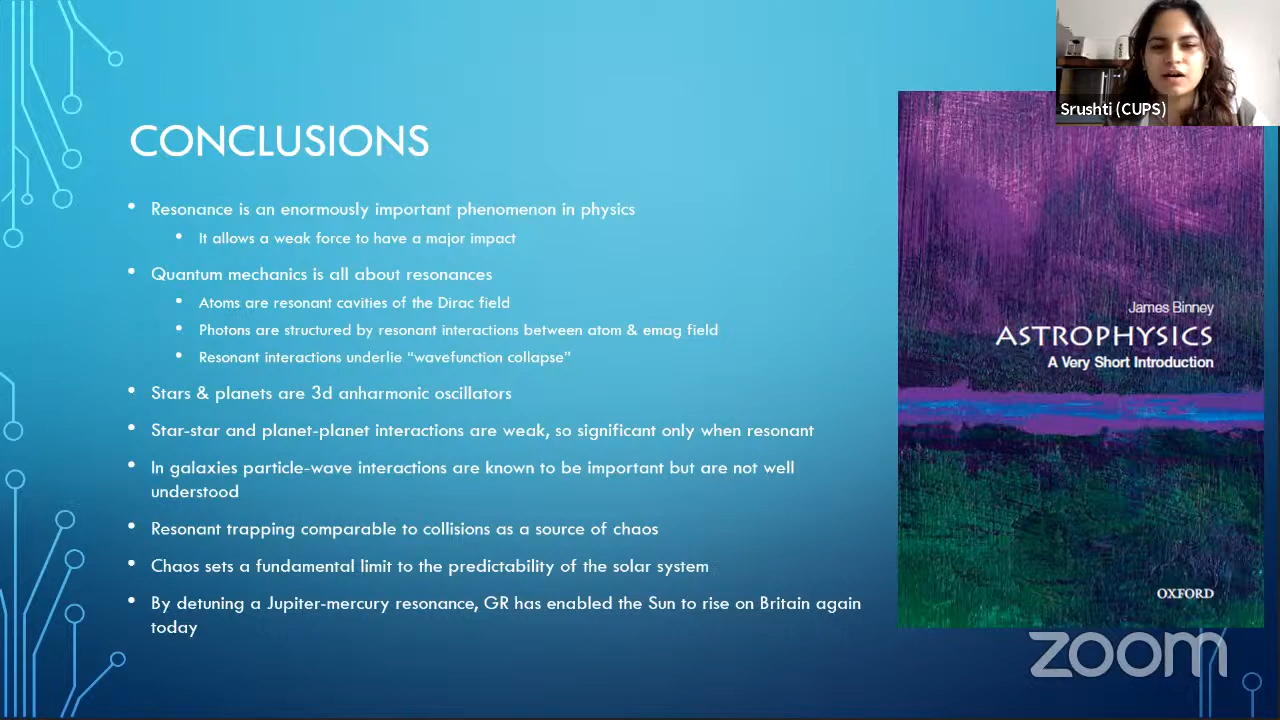 Srushti (CUPS)
CONCLUSIONS
• Resonance is an enormously important phenomenon in physics
• It allows a weak force to have a major impact
• Quantum mechanics is all about resonances
• Atoms are resonant cavities of the Dirac field
• Photons are structured by resonant interactions between atom & emag field
• Resonant interactions underlie “wavefunction collapse”
• Stars & planets are 3d anharmonic oscillators
• Star-star and planet-planet interactions are weak, so significant only when resonant
• In galaxies particle-wave interactions are known to be important but are not well
understood
• Resonant trapping comparable to collisions as a source of chaos
• Chaos sets a fundamental limit to the predictability of the solar system
• By detuning a Jupiter-mercury resonance, GR has enabled the Sun to rise on Britain again
today
James Binney
ASTROPHYSICS
A Very Short Introduction
OXFORD
zoom